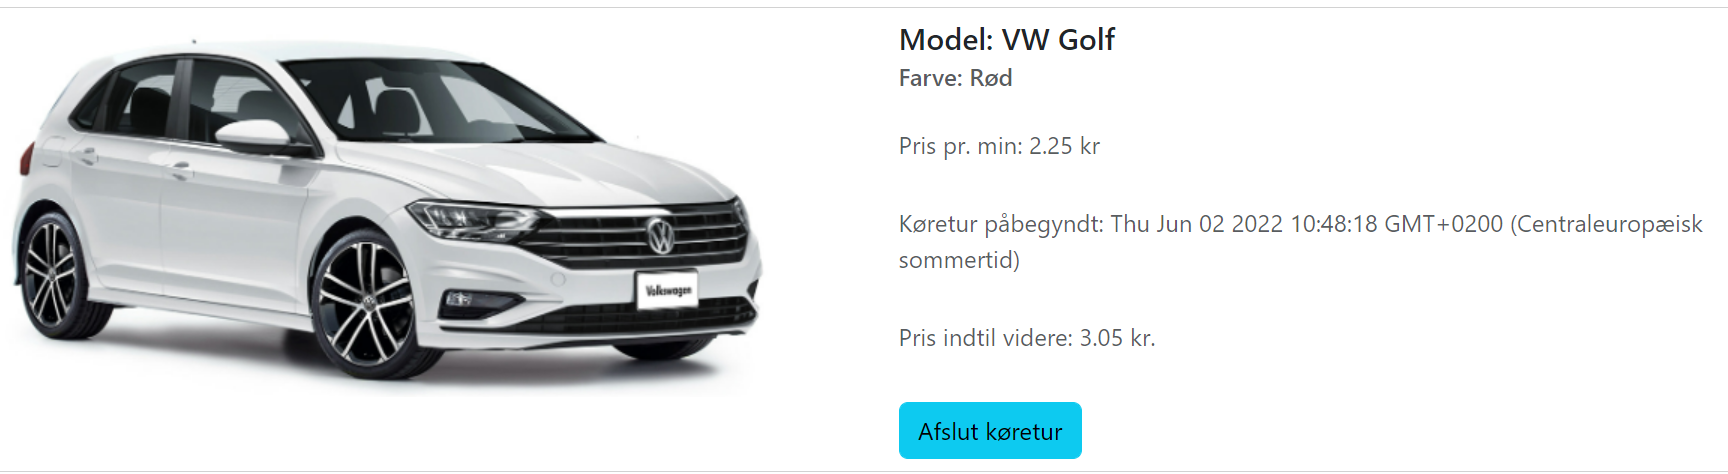 Model: VW Golf
Farve: Rød
Pris pr. min: 2.25 kr
Køretur påbegyndt: Thu Jun 02 2022 10:48:18 GMT+0200 (Centraleuropæisk
sommertid)
Pris indtil videre: 3.05 kr.
Afslut køretur
Volkswagen